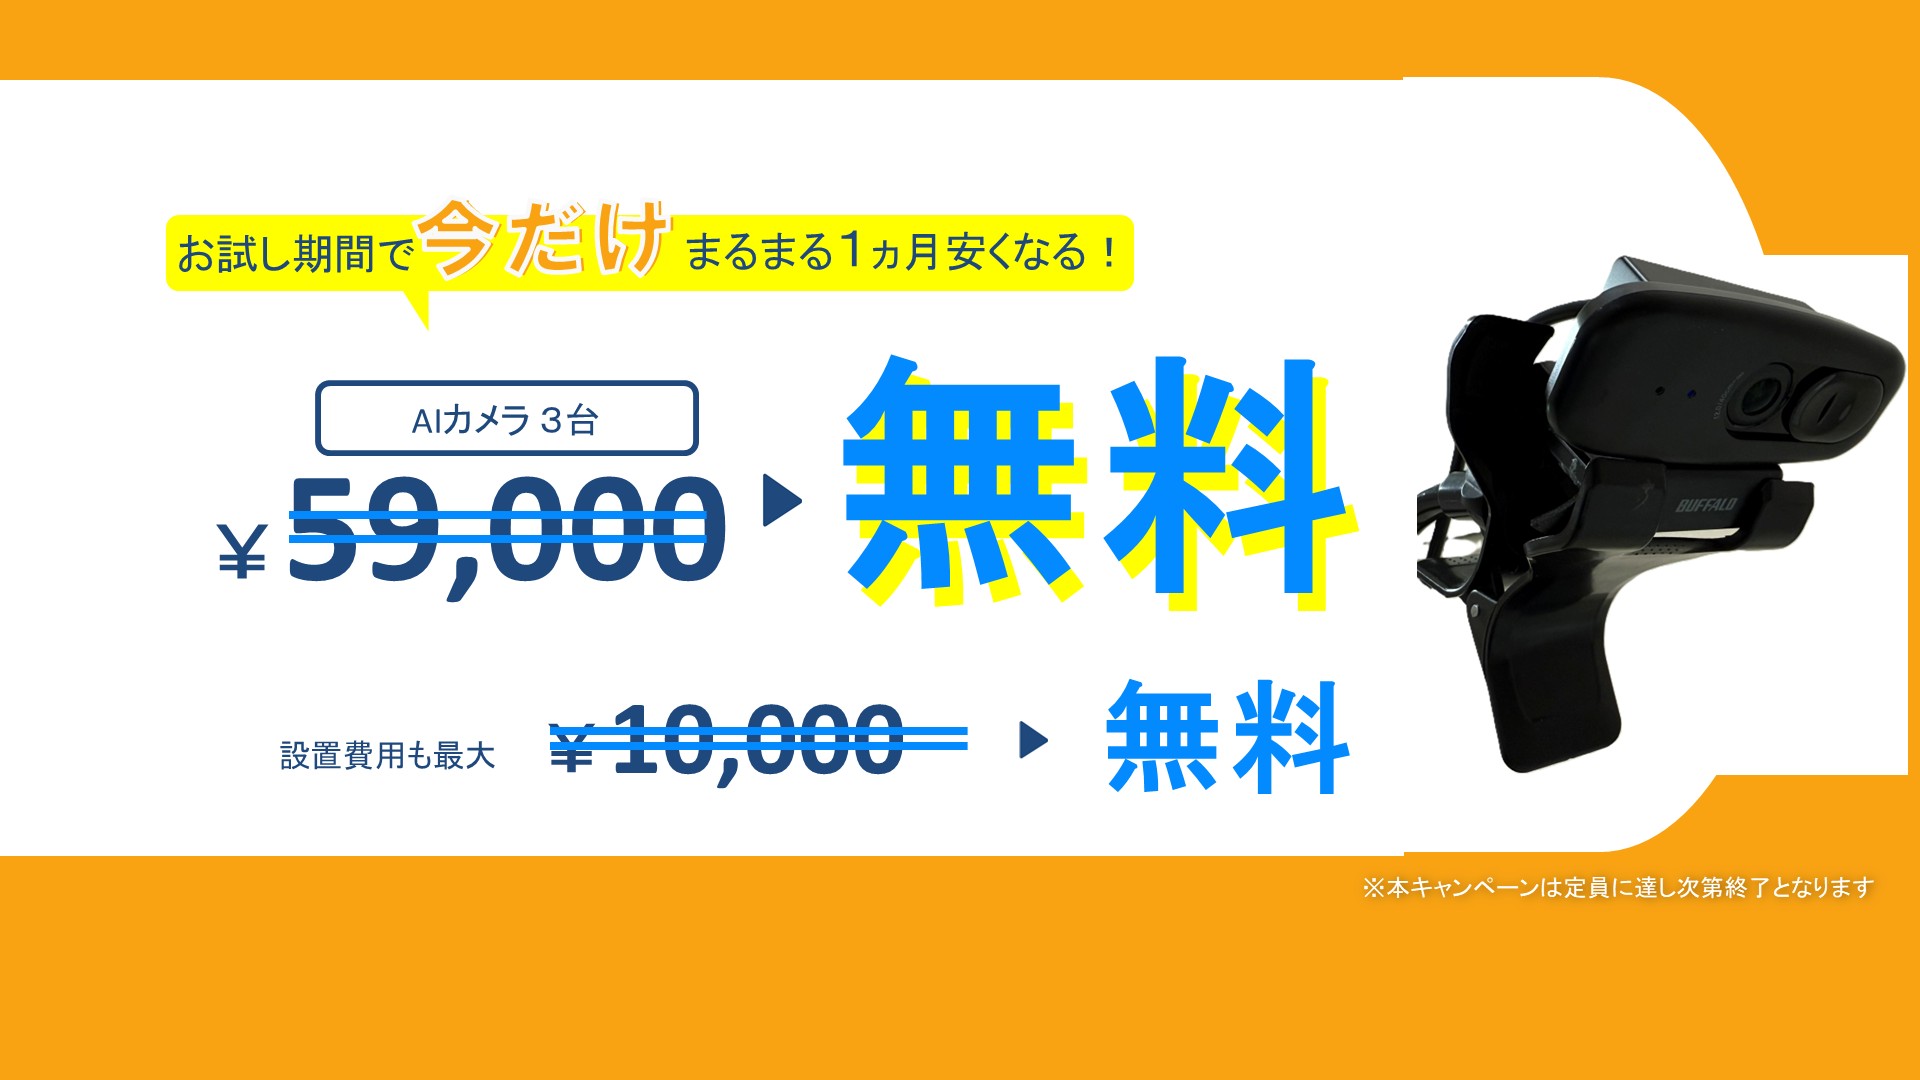 お試し期間で今だけまるまる１ヵ月安くなる！
AIカメラ３台
￥59,000 ▶ 無料
設置費用も最大 ￥10,000 ▶ 無料
BUFFALO
※本キャンペーンは定員に達し次第終了となります